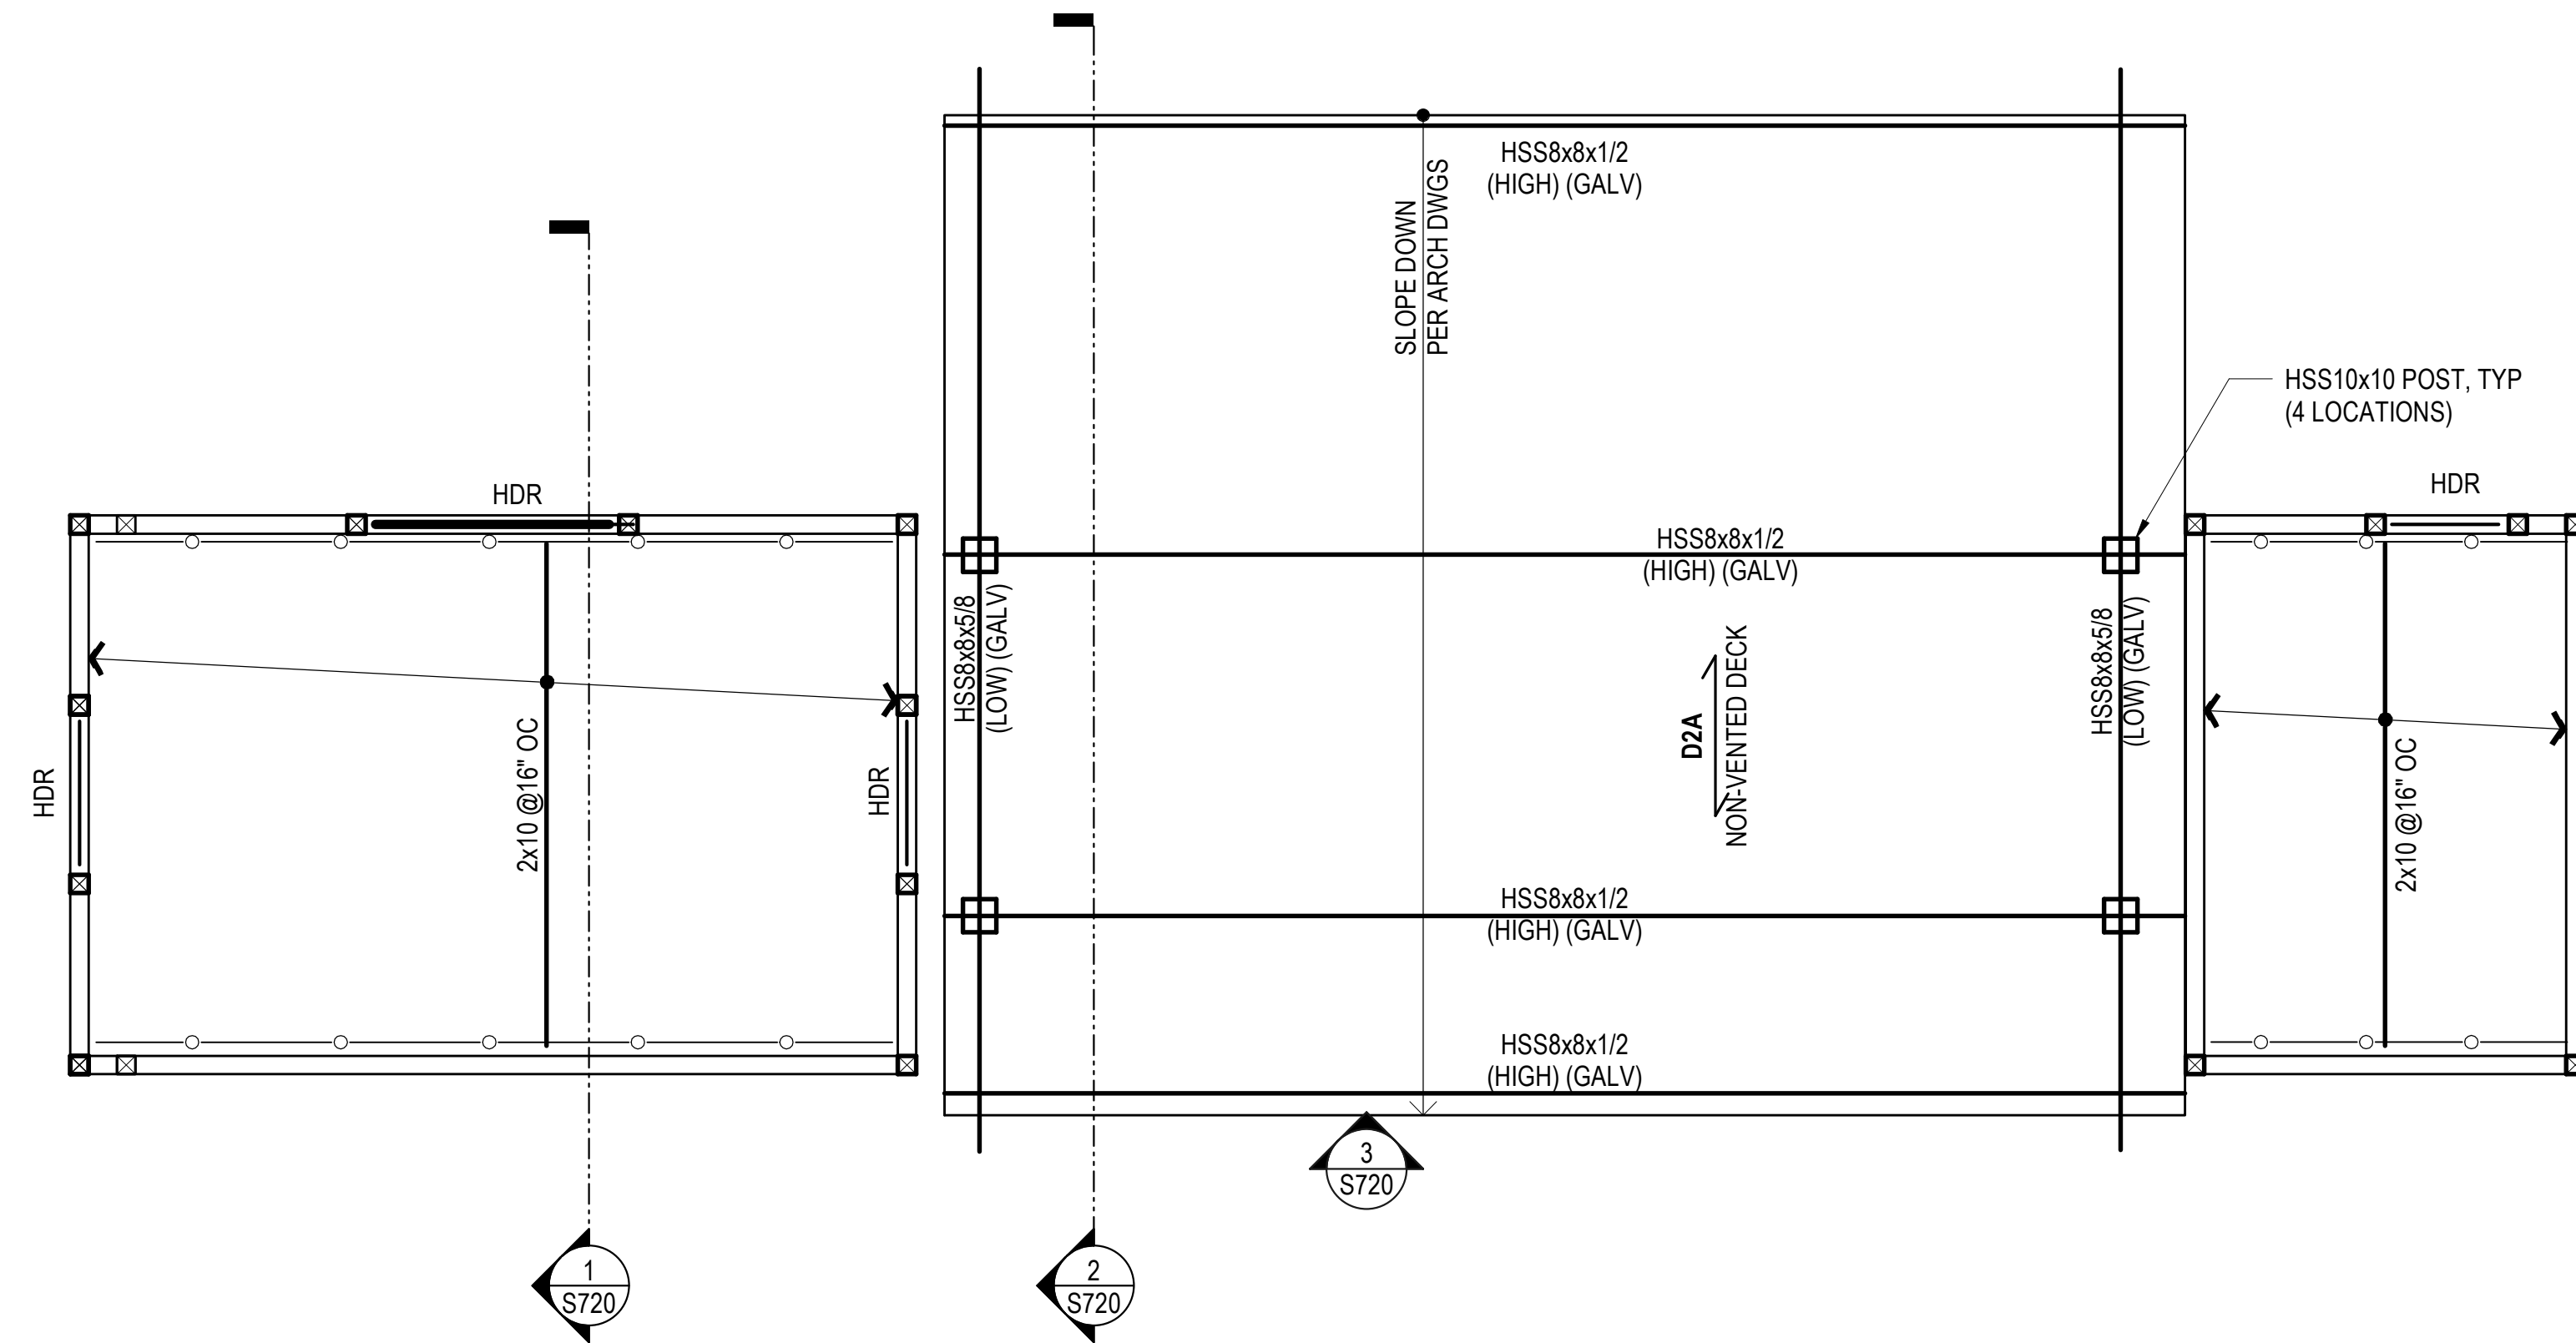 HSS8x8x1/2
(HIGH) (GALV)
SLOPE DOWN
PER ARCH DWGS
HSS10x10 POST, TYP
(4 LOCATIONS)
HDR
HDR
HSS8x8x1/2
(HIGH) (GALV)
HSS8x8x5/8
(LOW) (GALV)
HSS8x8x5/8
(LOW) (GALV)
D2A
NON-VENTED DECK
HDR
2x10 @16" OC
HDR
2x10 @16" OC
HSS8x8x1/2
(HIGH) (GALV)
HSS8x8x1/2
(HIGH) (GALV)
3
S720
1
S720
2
S720